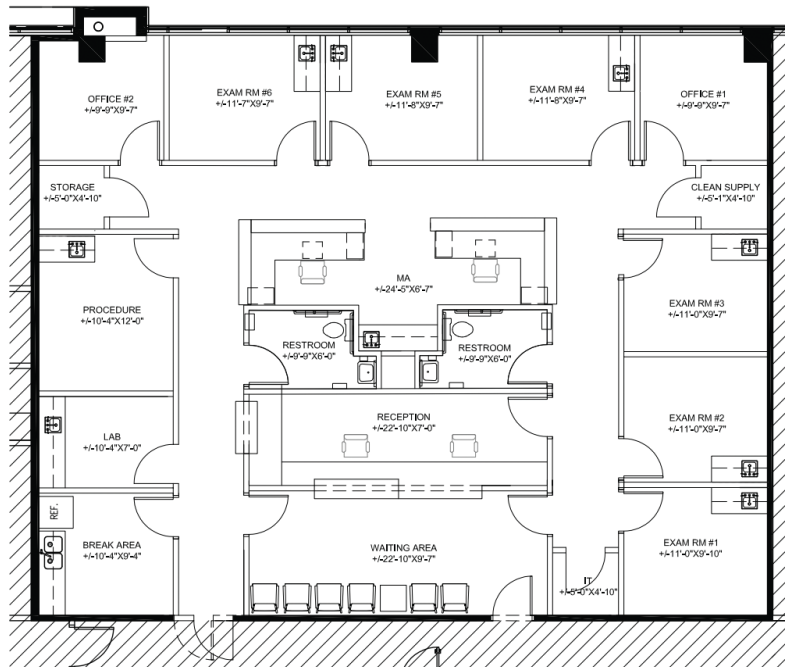 OFFICE #2
+/-9'-9"X9'-7"
EXAM RM #6
+/-11'-7"X9'-7"
EXAM RM #5
+/-11'-8"X9'-7"
EXAM RM #4
+/-11'-8"X9'-7"
OFFICE #1
+/-9'-9"X9'-7"
STORAGE
+/-5'-0"X4'-10"
CLEAN SUPPLY
+/-5'-1"X4'-10"
MA
+/-24'-5"X6'-7"
PROCEDURE
+/-10'-4"X12'-0"
EXAM RM #3
+/-11'-0"X9'-7"
RESTROOM
+/-9'-9"X6'-0"
RESTROOM
+/-9'-9"X6'-0"
RECEPTION
+/-22'-10"X7'-0"
EXAM RM #2
+/-11'-0"X9'-7"
LAB
+/-10'-4"X7'-0"
REF.
BREAK AREA
+/-10'-4"X9'-4"
WAITING AREA
+/-22'-10"X9'-7"
EXAM RM #1
+/-11'-0"X9'-10"
IT
+/-5'-0"X4'-10"